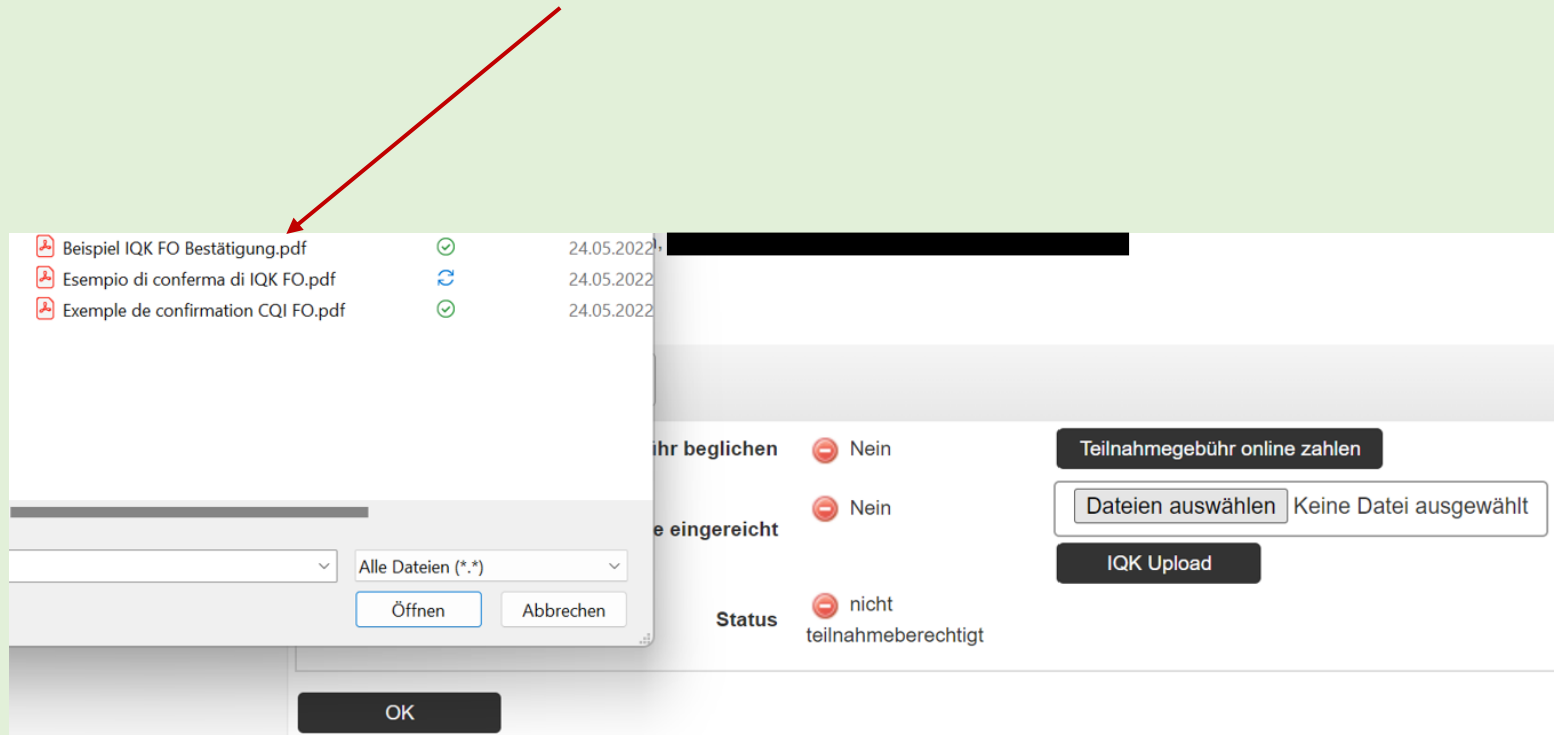 Beispiel IQK FO Bestätigung.pdf 24.05.2022
Esempio di conferma di IQK FO.pdf 24.05.2022
Exemple de confirmation CQI FO.pdf 24.05.2022
ihr beglichen Nein Teilnahmegebühr online zahlen
Nein Dateien auswählen Keine Datei ausgewählt
e eingereicht
IQK Upload
Alle Dateien (*.*)
Öffnen Abbrechen
Status nicht
teilnahmeberechtigt
OK